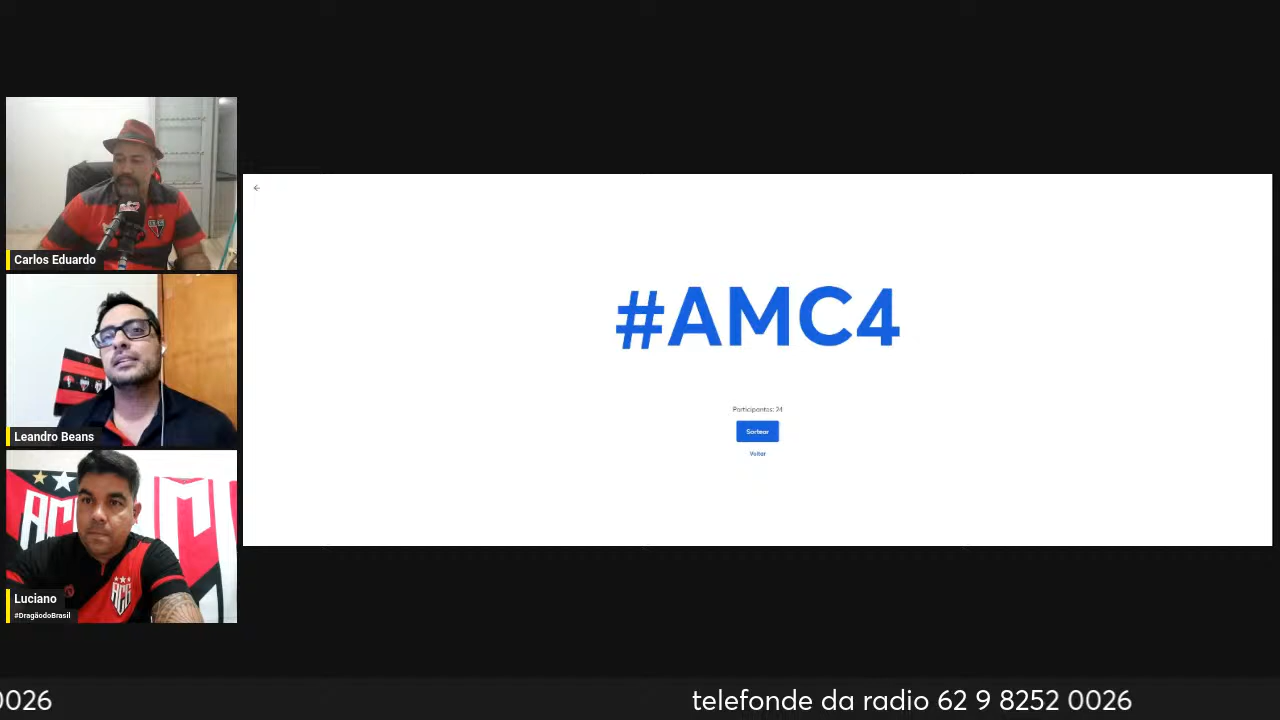 Carlos Eduardo
Leandro Beans
ACG
Luciano
#DragãodoBrasil
#AMC4
Participantes: 24
Sortear
Voltar
0026
telefonde da radio 62 9 8252 0026